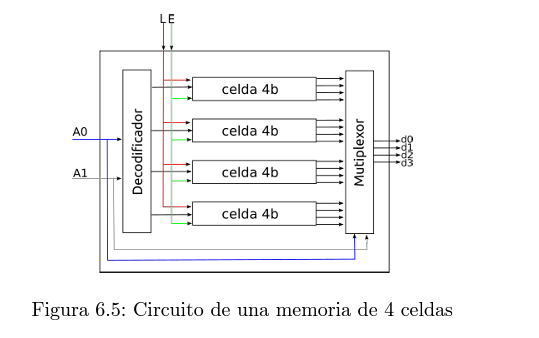 L E
celda 4b
A0
Decodificador
celda 4b
Mutiplexor
d0
d1
d2
d3
A1
celda 4b
celda 4b
Figura 6.5: Circuito de una memoria de 4 celdas